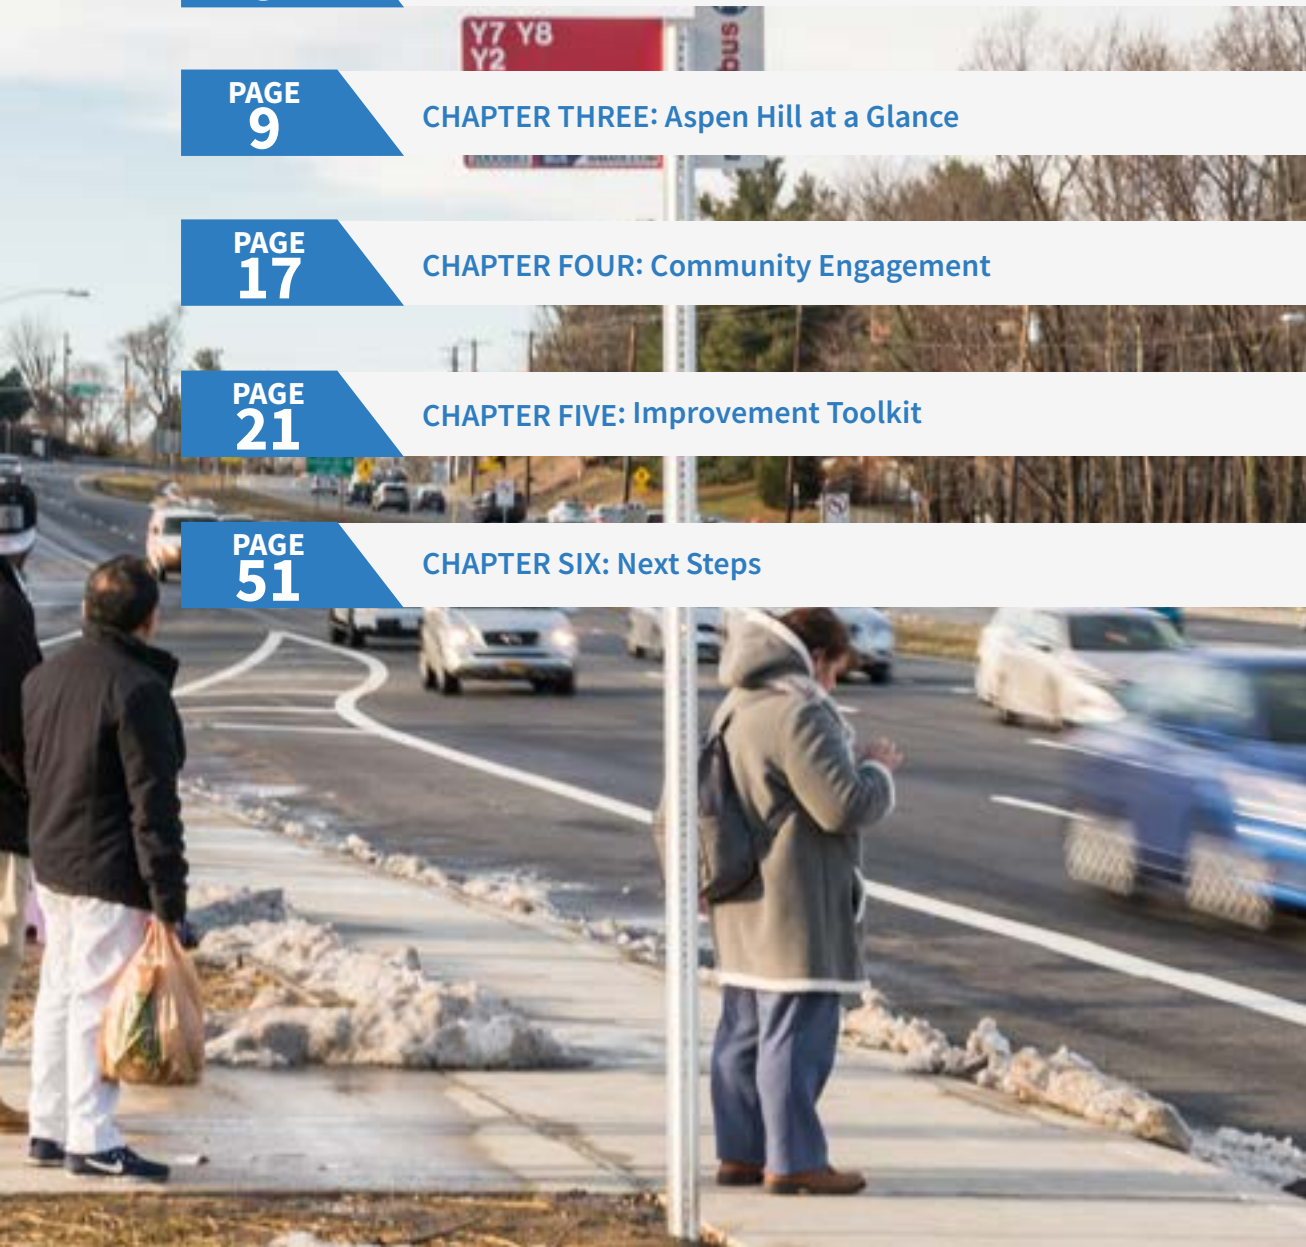 Y7 Y8
Y2
bus
PAGE
9
CHAPTER THREE: Aspen Hill at a Glance
PAGE
17
CHAPTER FOUR: Community Engagement
PAGE
21
CHAPTER FIVE: Improvement Toolkit
PAGE
51
CHAPTER SIX: Next Steps